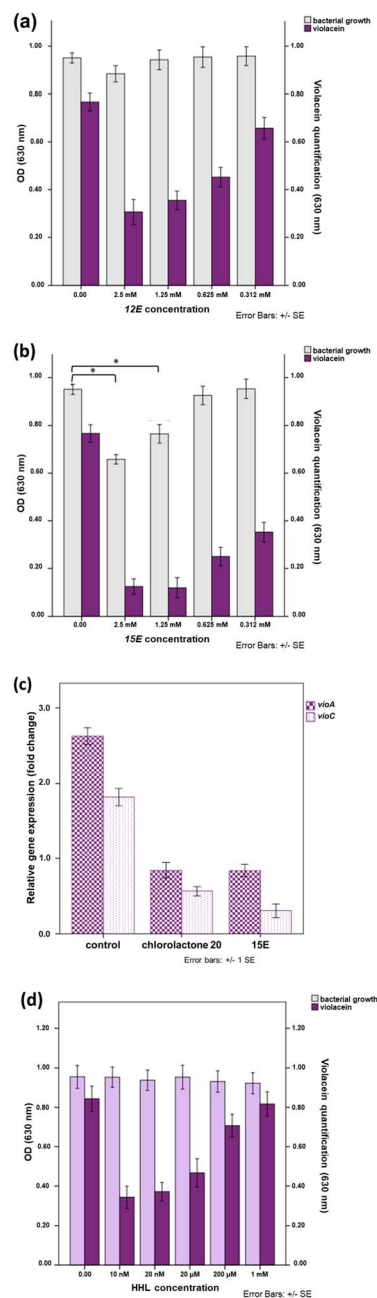 (a)
bacterial growth
violacein
1.00
0.80
0.60
0.40
0.20
0.00
OD (630 nm)
1.00
0.80
0.60
0.40
0.20
0.00
Violacein quantification (630 nm)
0.00 2.5 mM 1.25 mM 0.625 mM 0.312 mM
12E concentration
Error Bars: +/- SE
(b)
bacterial growth
violacein
* *
1.00
0.80
0.60
0.40
0.20
0.00
OD (630 nm)
1.00
0.80
0.60
0.40
0.20
0.00
Violacein quantification (630 nm)
0.00 2.5 mM 1.25 mM 0.625 mM 0.312 mM
15E concentration
Error Bars: +/- SE
(c)
vioA
vioC
3.0
2.0
1.0
0.0
Relative gene expression (fold change)
control chlorolactone 20 15E
Error bars: +/- 1 SE
(d)
bacterial growth
violacein
1.20
1.00
0.80
0.60
0.40
0.20
0.00
OD (630 nm)
1.20
1.00
0.80
0.60
0.40
0.20
0.00
Violacein quantification (630 nm)
0.00 10 nM 20 nM 20 µM 200 µM 1 mM
HHL concentration
Error Bars: +/- SE